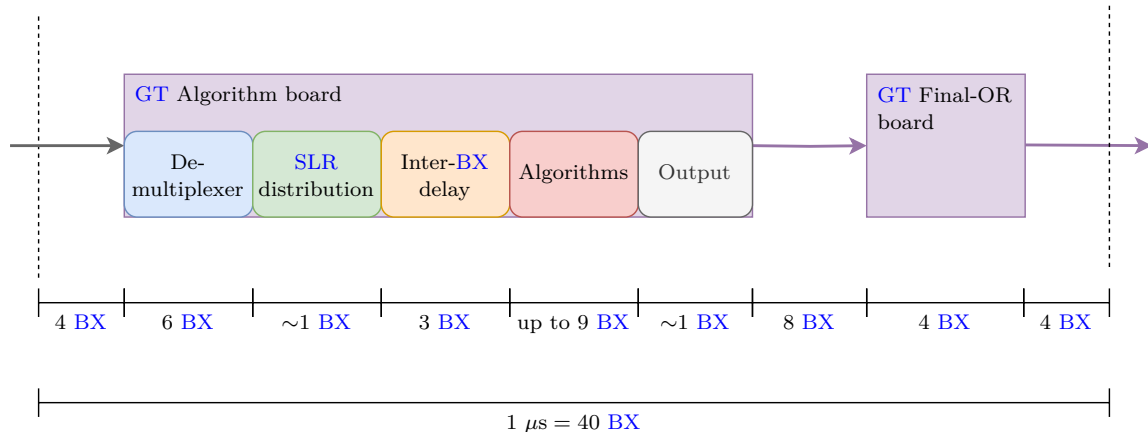 GT Algorithm board
GT Final-OR
board
De-
multiplexer
SLR
distribution
Inter-BX
delay
Algorithms
Output
4 BX
6 BX
∼1 BX
3 BX
up to 9 BX
∼1 BX
8 BX
4 BX
4 BX
1 μs = 40 BX